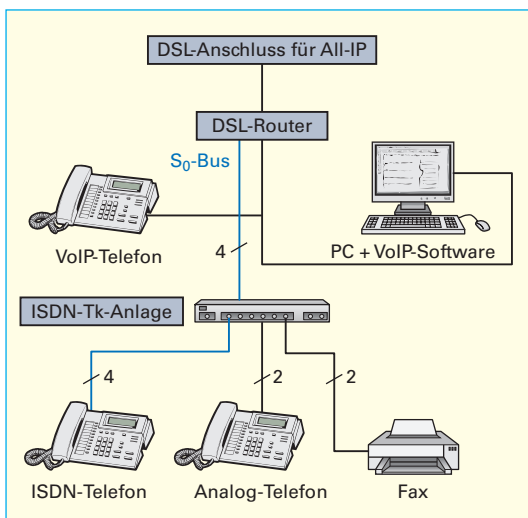 DSL-Anschluss für All-IP
DSL-Router
S₀-Bus
VoIP-Telefon
4
PC + VoIP-Software
ISDN-Tk-Anlage
4
2
2
ISDN-Telefon
Analog-Telefon
Fax